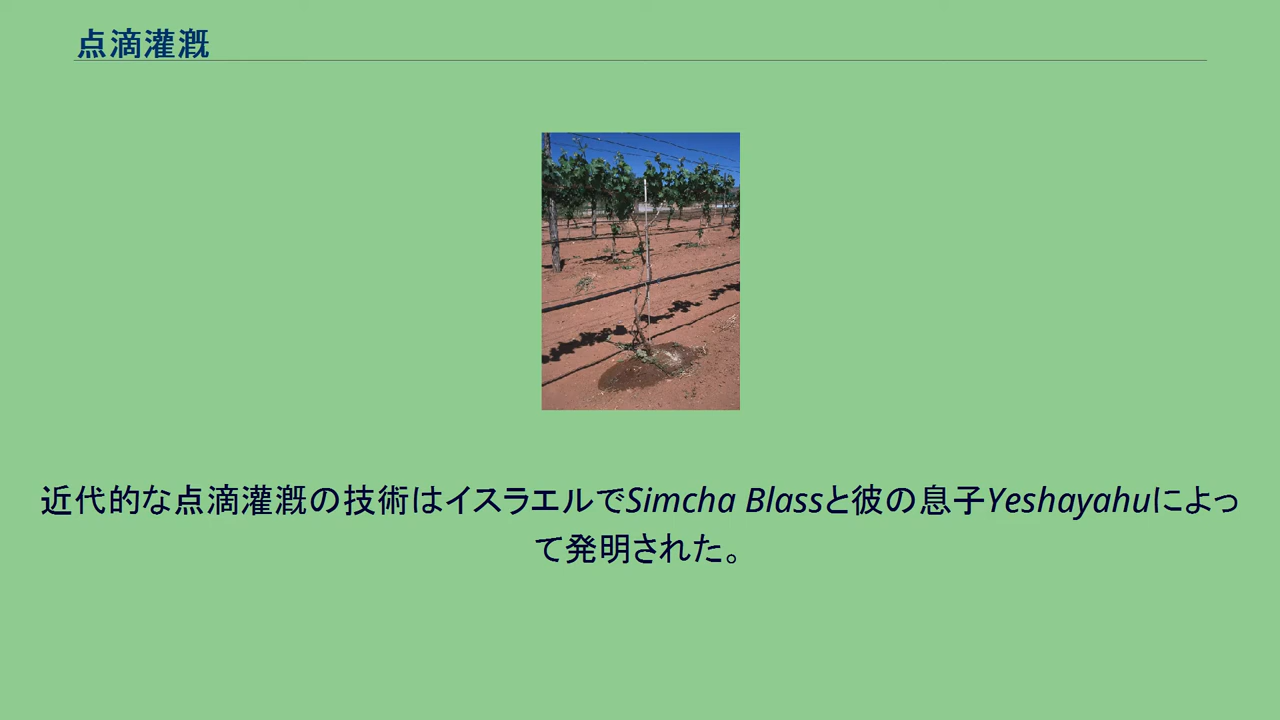 点滴灌漑
近代的な点滴灌漑の技術はイスラエルでSimcha Blassと彼の息子Yeshayahuによっ
て発明された。